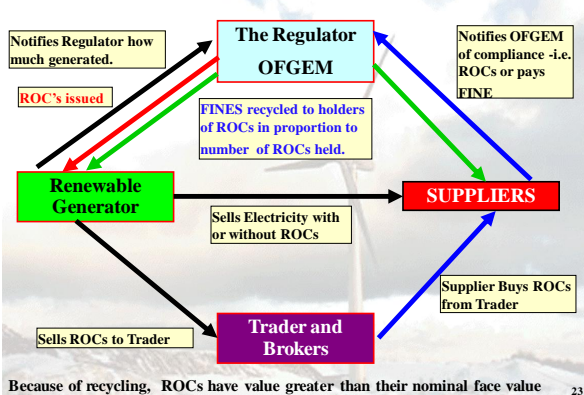 The Regulator
OFGEM
Notifies Regulator how
much generated.
Notifies OFGEM
of compliance -i.e.
ROCs or pays
FINE
ROC's issued
FINES recycled to holders
of ROCs in proportion to
number of ROCs held.
Renewable
Generator
SUPPLIERS
Sells Electricity with
or without ROCs
Supplier Buys ROCs
from Trader
Sells ROCs to Trader
Trader and
Brokers
Because of recycling, ROCs have value greater than their nominal face value
23